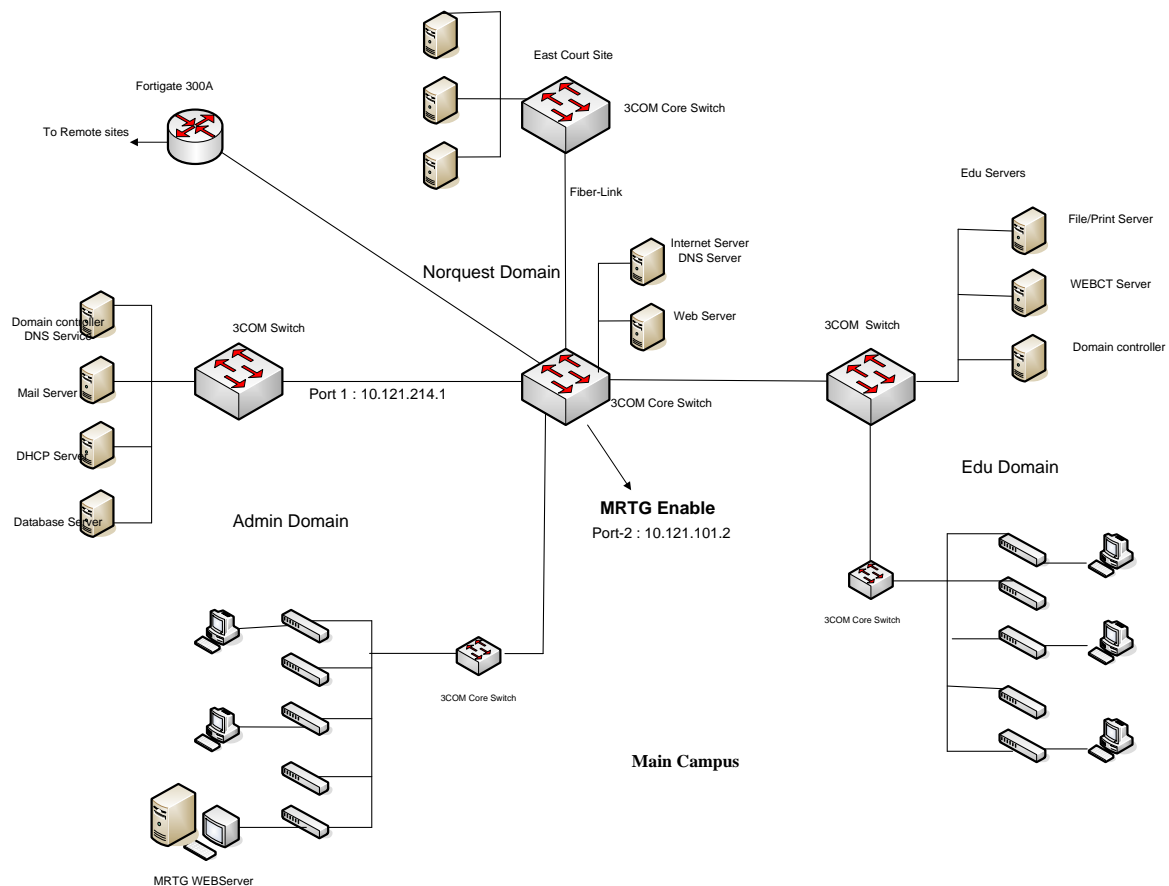 East Court Site
Fortigate 300A
3COM Core Switch
To Remote sites
Fiber-Link
Edu Servers
File/Print Server
Internet Server
DNS Server
Norquest Domain
WEBCT Server
Web Server
Domain controller
DNS Service
3COM Switch
3COM  Switch
Domain controller
Mail Server
Port 1 : 10.121.214.1
3COM Core Switch
DHCP Server
Edu Domain
MRTG Enable
Database Server
Admin Domain
Port-2 : 10.121.101.2
3COM Core Switch
3COM Core Switch
Main Campus
MRTG WEBServer